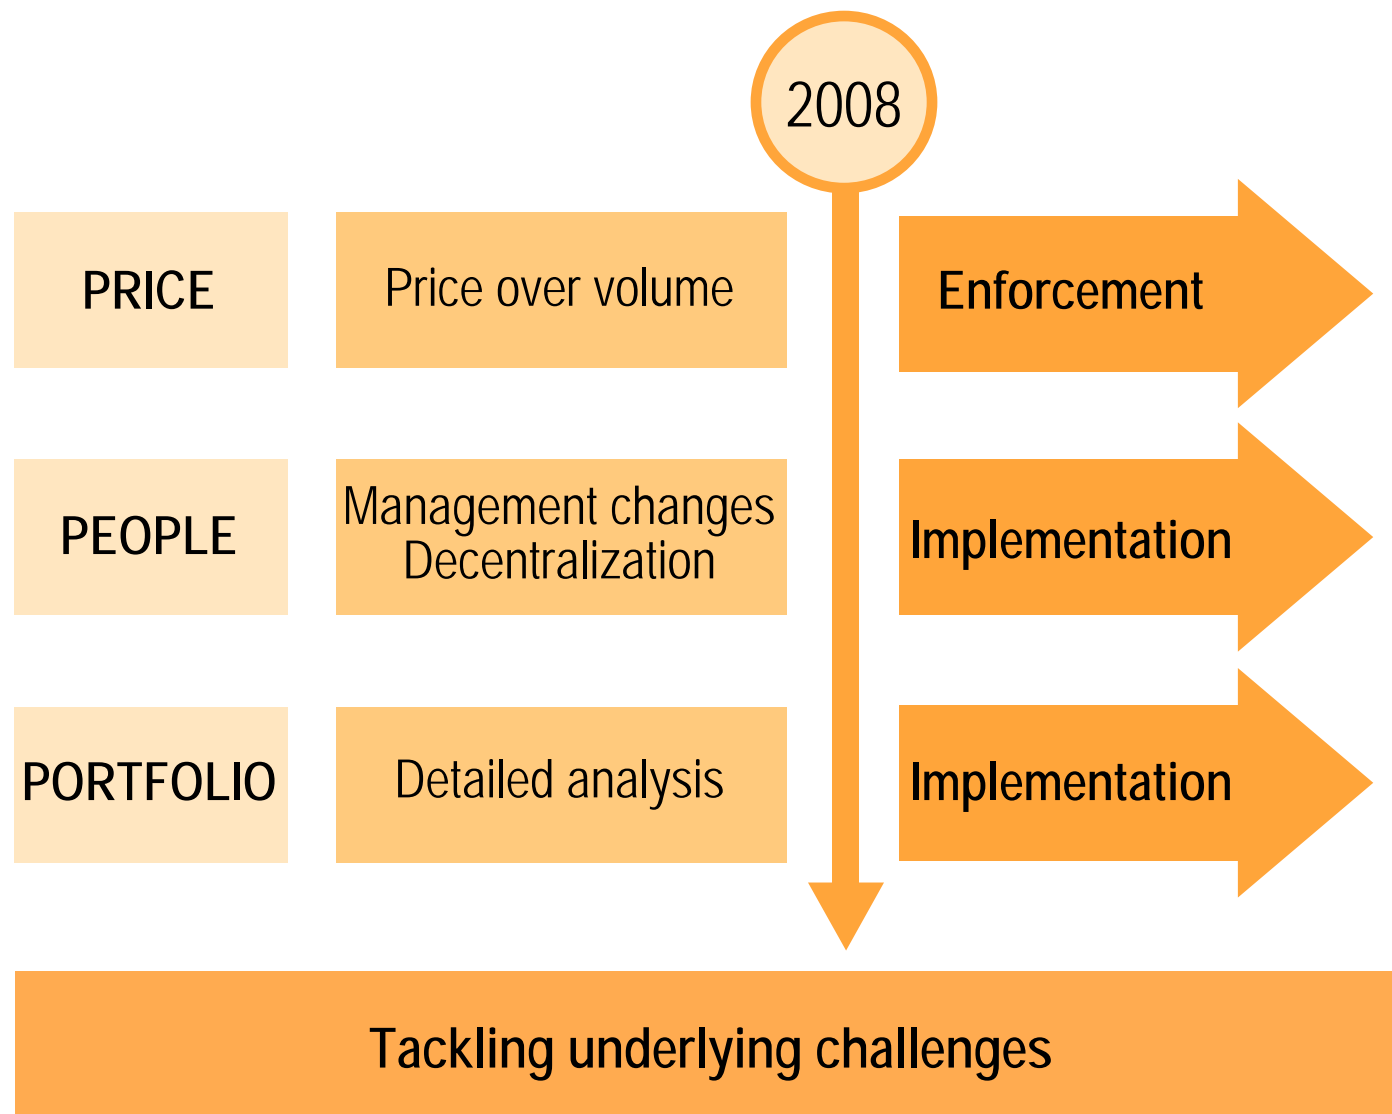 2008
PRICE
Price over volume
Enforcement
PEOPLE
Management changes
Decentralization
Implementation
PORTFOLIO
Detailed analysis
Implementation
Tackling underlying challenges